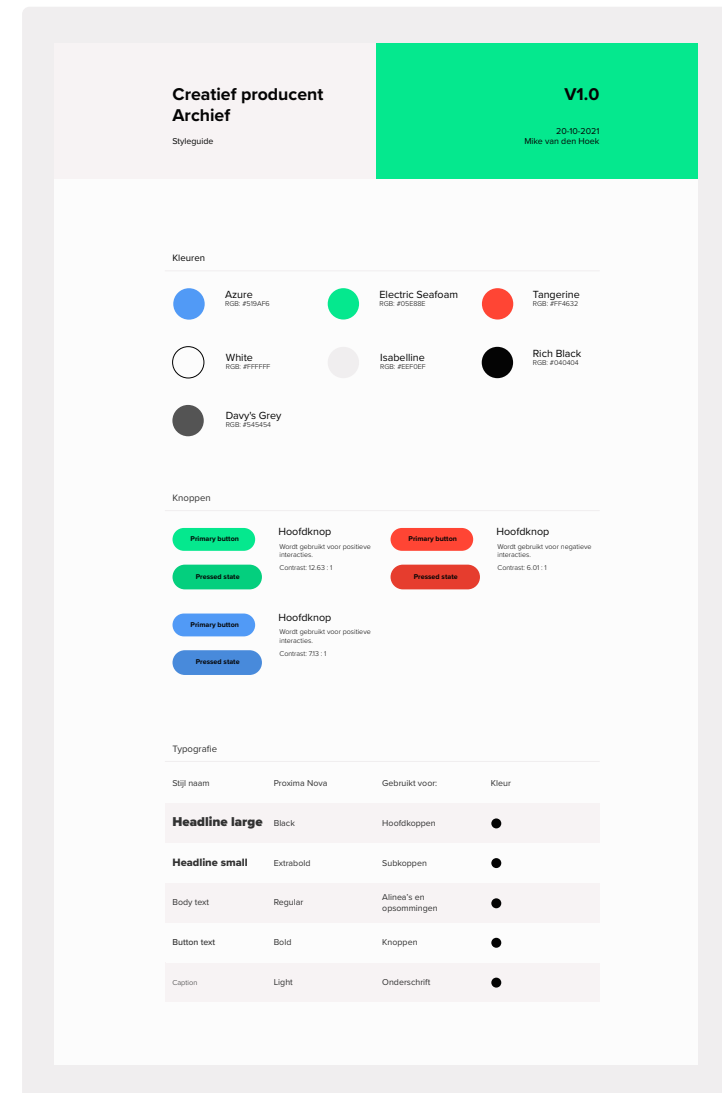 Creatief producent
Archief
Styleguide
V1.0
20-10-2021
Mike van den Hoek
Kleuren
Azure
RGB: #519AF6
Electric Seafoam
RGB: #05E88E
Tangerine
RGB: #FF4632
White
RGB: #FFFFFF
Isabelline
RGB: #EEF0EF
Rich Black
RGB: #040404
Davy's Grey
RGB: #545454
Knoppen
Primary button
Pressed state
Hoofdknop
Wordt gebruikt voor positieve
interacties.
Contrast: 12.63 : 1
Primary button
Pressed state
Hoofdknop
Wordt gebruikt voor negatieve
interacties.
Contrast: 6.01 : 1
Primary button
Pressed state
Hoofdknop
Wordt gebruikt voor positieve
interacties.
Contrast: 7.13 : 1
Typografie
Stijl naam Proxima Nova Gebruikt voor: Kleur
Headline large Black Hoofdkoppen
Headline small Extrabold Subkoppen
Body text Regular Alinea's en
opsommingen
Button text Bold Knoppen
Caption Light Onderschrift